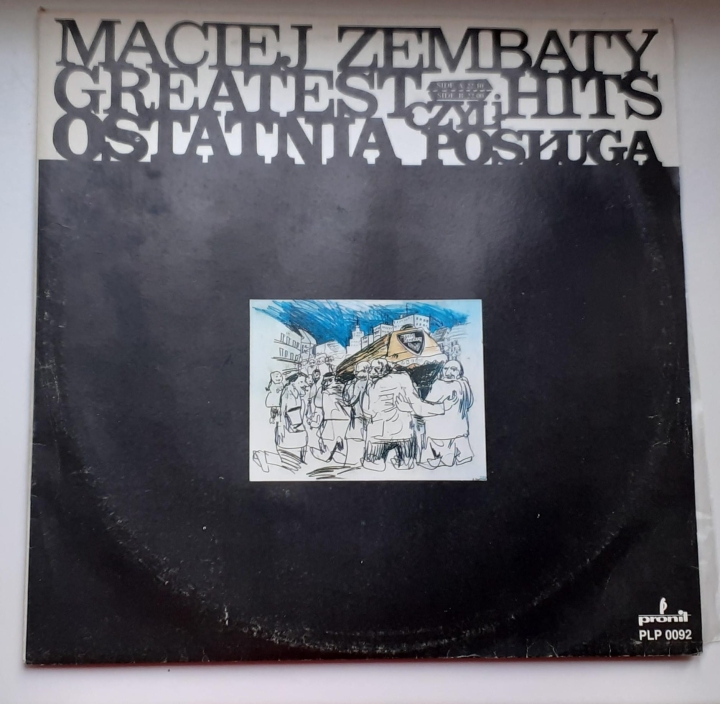 MACIEJ ZEMBATY
GREATEST HITS
CZYLI
OSTATNIA POSŁUGA
pronit
PLP 0092